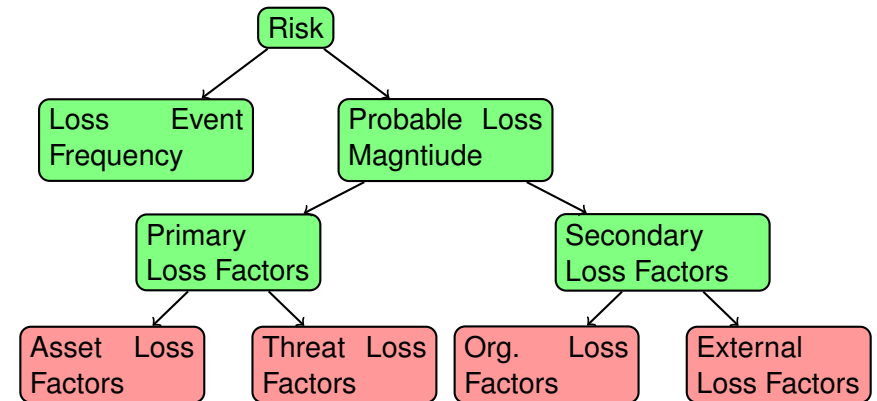 Risk
Loss Event
Frequency
Probable Loss
Magntiude
Primary
Loss Factors
Secondary
Loss Factors
Asset Loss
Factors
Threat Loss
Factors
Org. Loss
Factors
External
Loss Factors